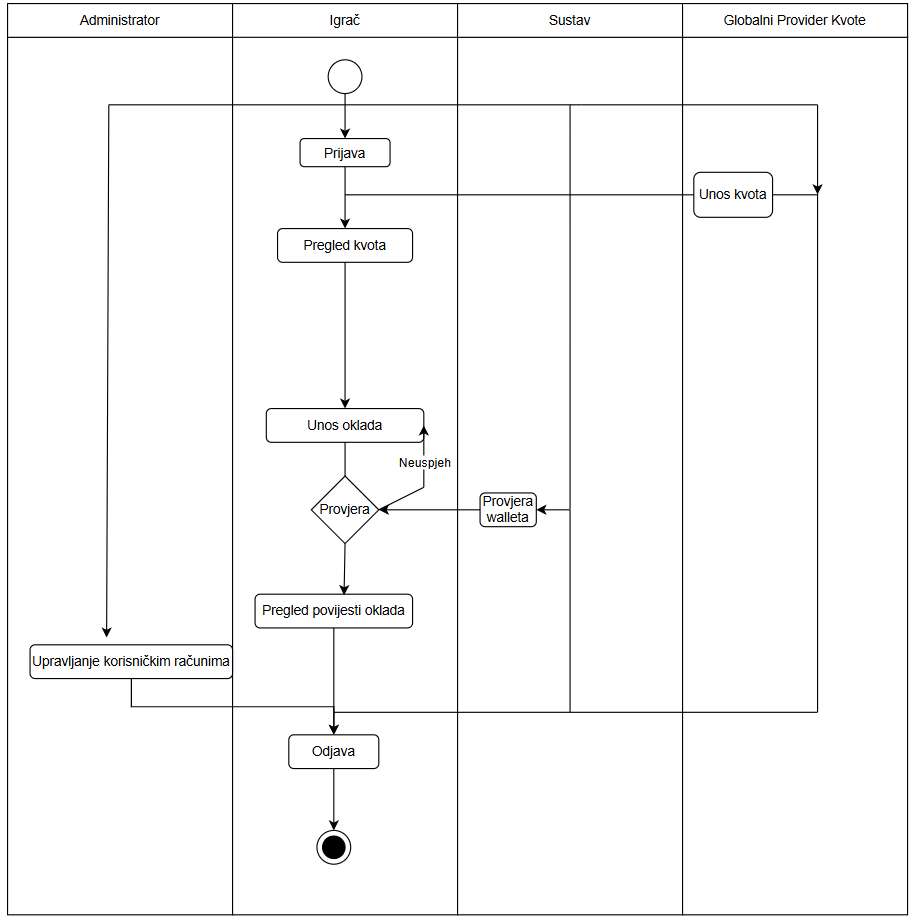 Administrator
Igrač
Sustav
Globalni Provider Kvote
Prijava
Unos kvota
Pregled kvota
Unos oklada
Neuspjeh
Provjera
Provjera
walleta
Pregled povijesti oklada
Upravljanje korisničkim računima
Odjava